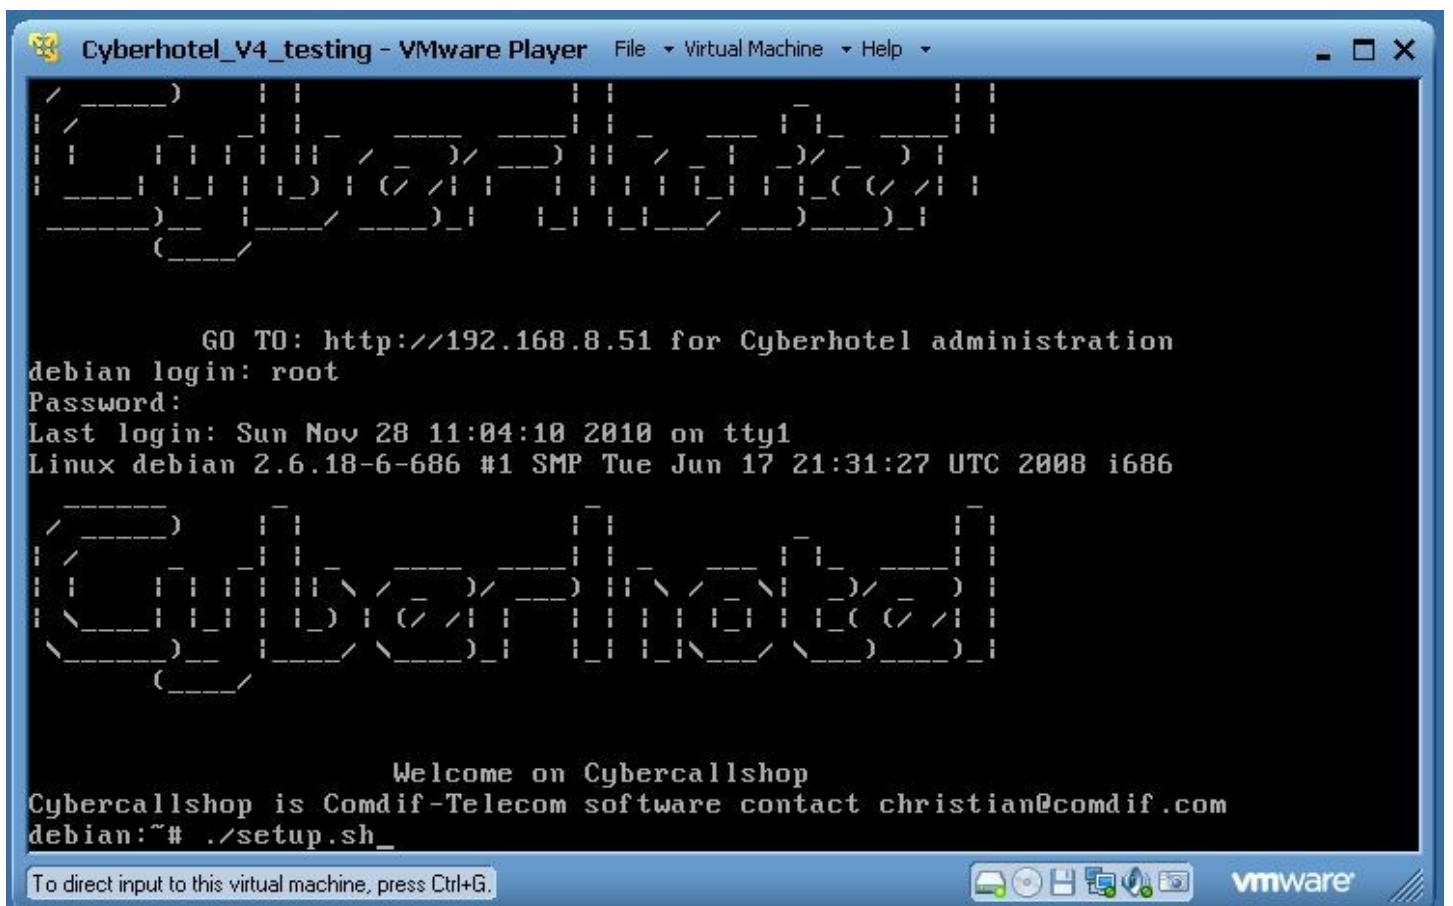 Cyberhotel_V4_testing - VMware Player File Virtual Machine Help
Cyberhotel
GO TO: http://192.168.8.51 for Cyberhotel administration
debian login: root
Password:
Last login: Sun Nov 28 11:04:10 2010 on tty1
Linux debian 2.6.18-6-686 #1 SMP Tue Jun 17 21:31:27 UTC 2008 i686
Cyberhotel
Welcome on Cybercallshop
Cybercallshop is Comdif-Telecom software contact christian@comdif.com
debian:~# ./setup.sh_
To direct input to this virtual machine, press Ctrl+G. vmware